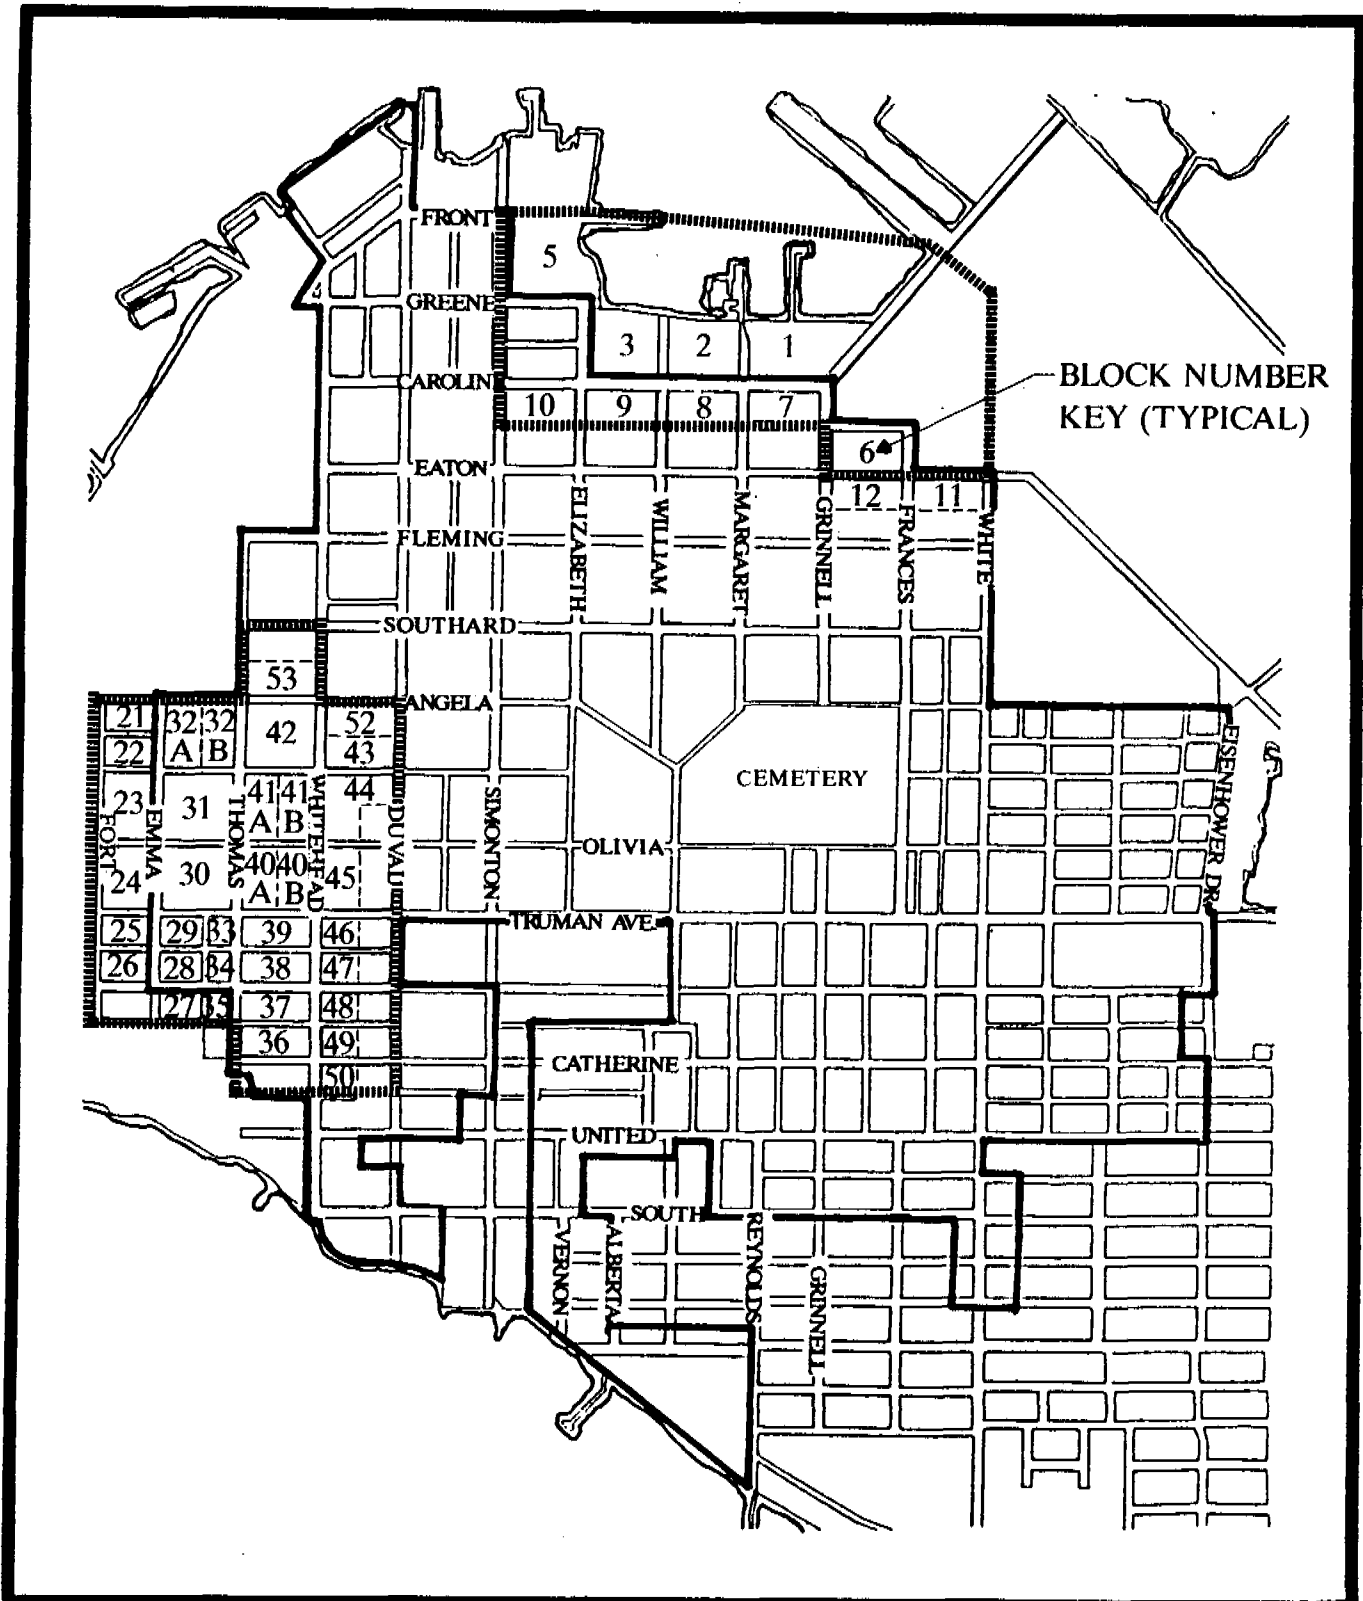 FRONT
5
GREENE
3
2
1
CAROLIN
BLOCK NUMBER
KEY (TYPICAL)
10
9
8
7
6
EATON
12
11
ELIZABETH
WILLIAM
MARGARET
GRINNELL
FRANCES
WHITE
FLEMING
SOUTHARD
53
ANGELA
21
32
A
32
B
42
52
22
43
EISENHOWER DR.
CEMETERY
23
31
41
A
41
B
44
FORT
EMMA
THOMAS
WHITEHEAD
DUVAL
SIMONTON
OLIVIA
24
30
40
A
40
B
45
TRUMAN AVE.
25
29
33
39
46
26
28
34
38
47
27
35
37
48
36
49
CATHERINE
50
UNITED
SOUTH
VERNON
ALBERTA
REYNOLDS
GRINNELL